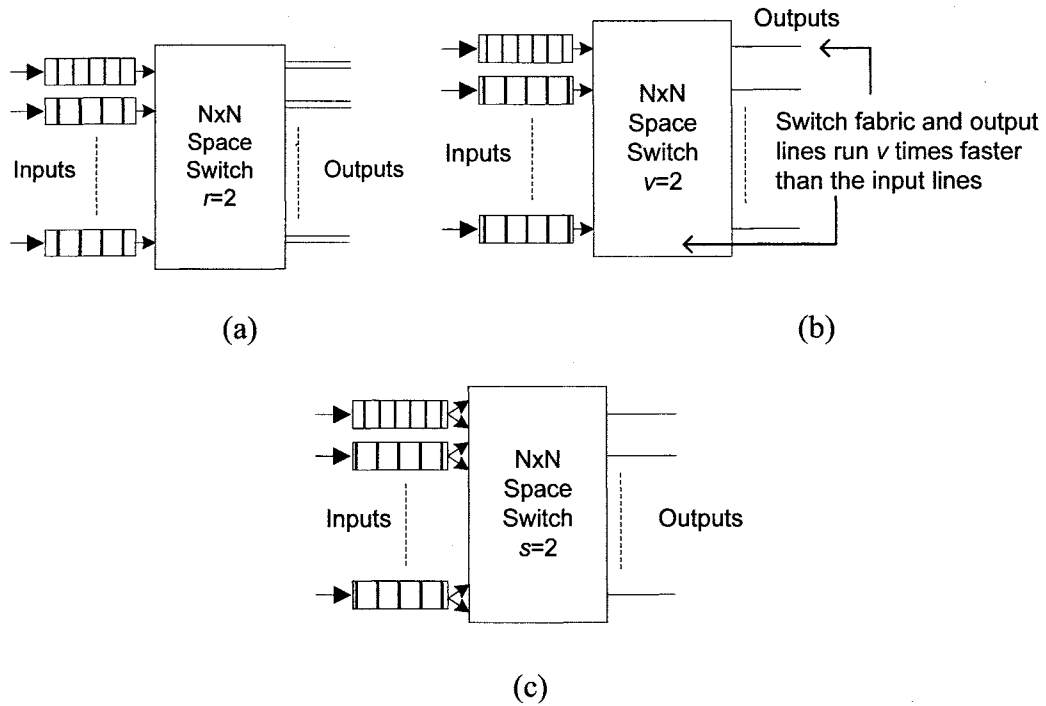 Inputs
NxN
Space
Switch
r=2
Outputs
(a)
Outputs
Inputs
NxN
Space
Switch
v=2
Switch fabric and output
lines run v times faster
than the input lines
(b)
Inputs
NxN
Space
Switch
s=2
Outputs
(c)